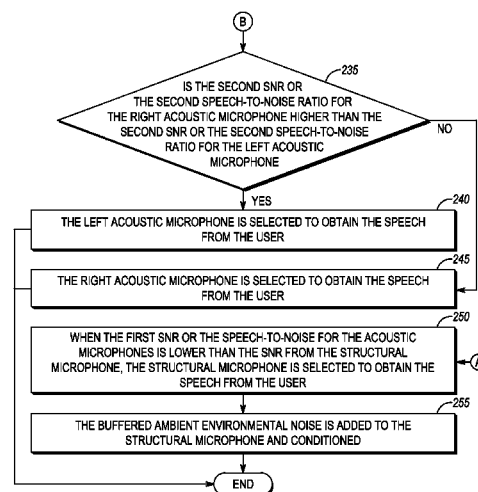 B
235
IS THE SECOND SNR OR
THE SECOND SPEECH-TO-NOISE RATIO FOR
THE RIGHT ACOUSTIC MICROPHONE HIGHER THAN THE
SECOND SNR OR THE SECOND SPEECH-TO-NOISE
RATIO FOR THE LEFT ACOUSTIC
MICROPHONE
NO
YES
240
THE LEFT ACOUSTIC MICROPHONE IS SELECTED TO OBTAIN THE SPEECH
FROM THE USER
245
THE RIGHT ACOUSTIC MICROPHONE IS SELECTED TO OBTAIN THE SPEECH
FROM THE USER
250
WHEN THE FIRST SNR OR THE SPEECH-TO-NOISE FOR THE ACOUSTIC
MICROPHONES IS LOWER THAN THE SNR FROM THE STRUCTURAL
MICROPHONE, THE STRUCTURAL MICROPHONE IS SELECTED TO OBTAIN THE
SPEECH FROM THE USER
A
255
THE BUFFERED AMBIENT ENVIRONMENTAL NOISE IS ADDED TO THE
STRUCTURAL MICROPHONE AND CONDITIONED
END